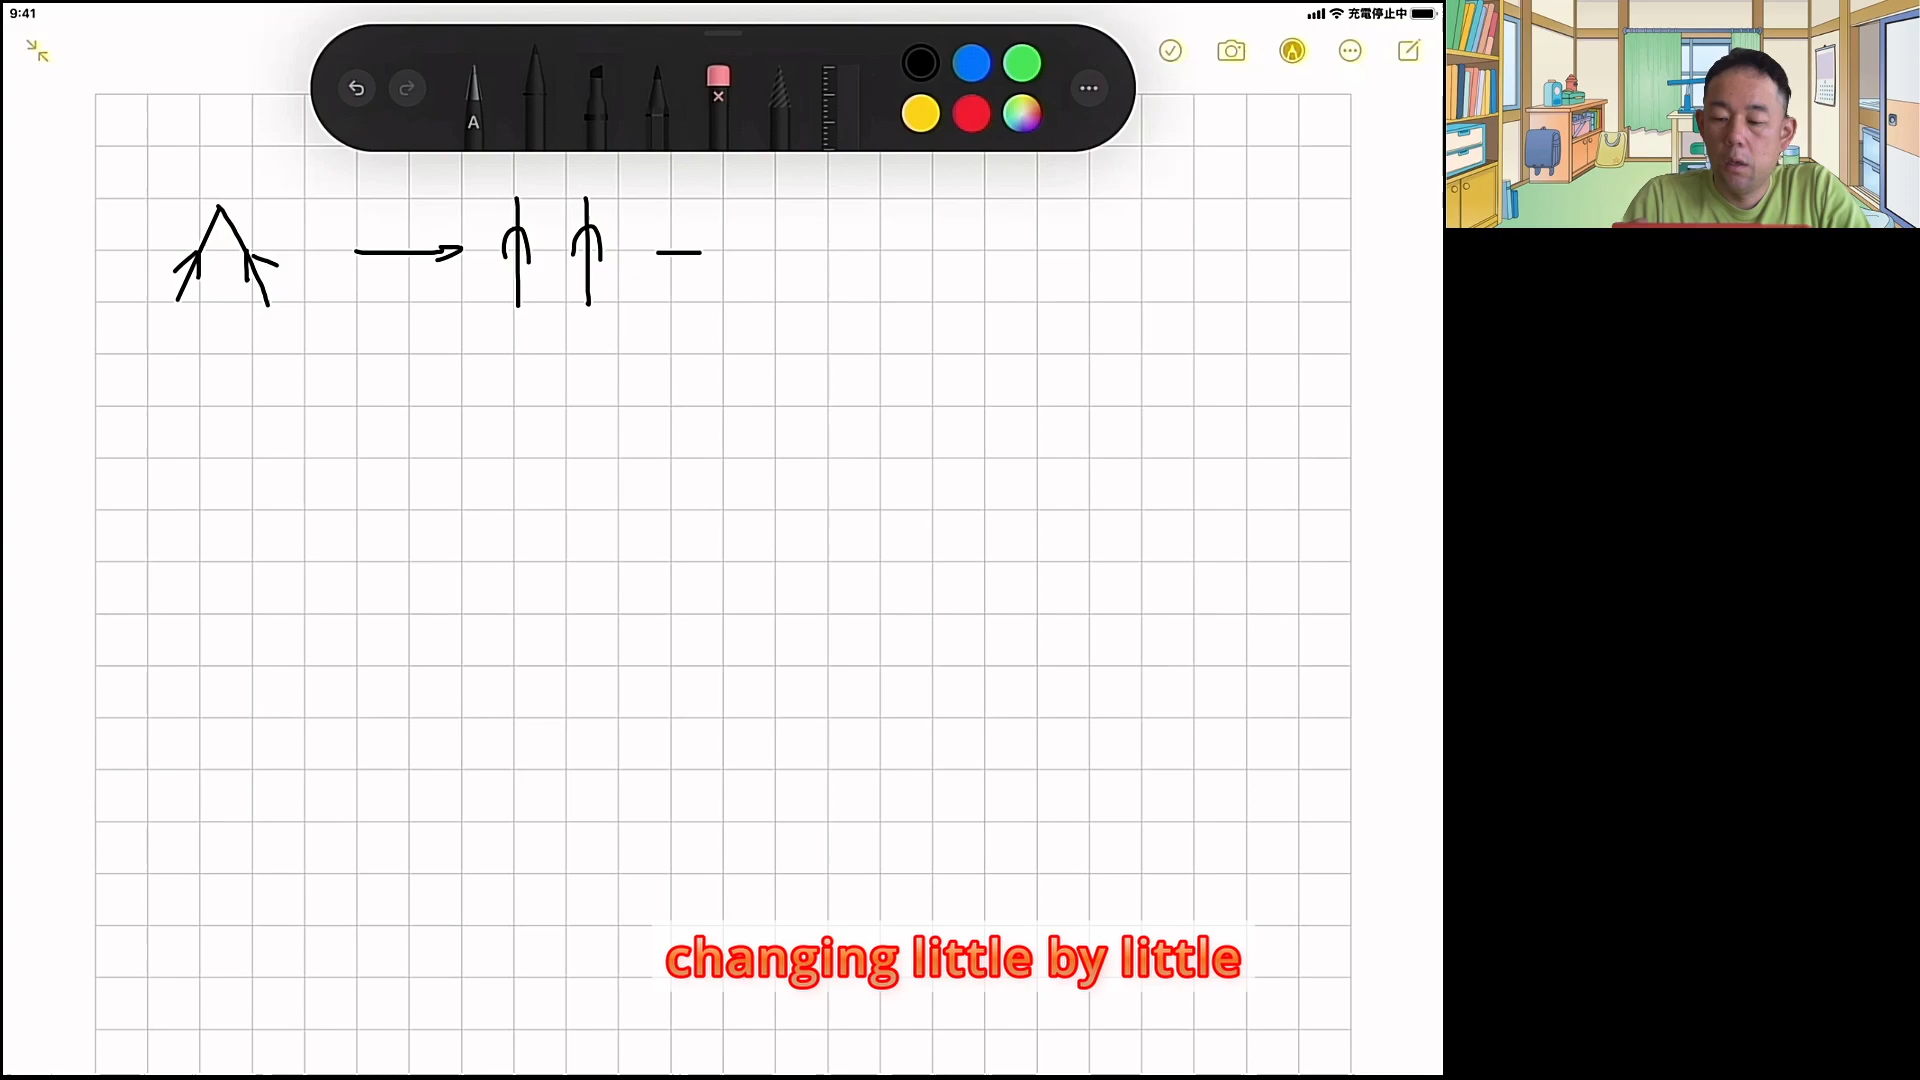 9:41
充電停止中
A
changing little by little